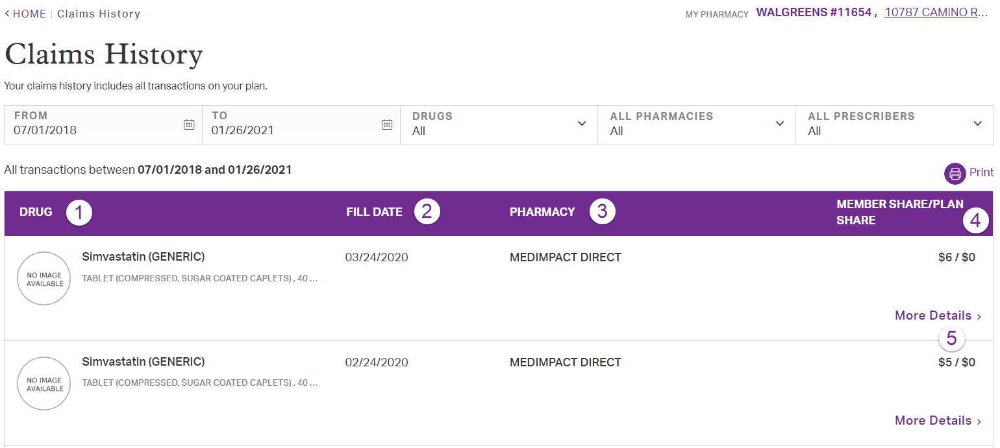 HOME | Claims History
MY PHARMACY WALGREENS #11654 , 10787 CAMINO R...
Claims History
Your claims history includes all transactions on your plan.
FROM
07/01/2018
TO
01/26/2021
DRUGS
All
ALL PHARMACIES
All
ALL PRESCRIBERS
All
All transactions between 07/01/2018 and 01/26/2021
Print
DRUG 1
FILL DATE 2
PHARMACY 3
MEMBER SHARE/PLAN
SHARE 4
NO IMAGE
AVAILABLE
Simvastatin (GENERIC)
TABLET (COMPRESSED, SUGAR COATED CAPLETS) , 40 ...
03/24/2020
MEDIMPACT DIRECT
$6 / $0
More Details
5
NO IMAGE
AVAILABLE
Simvastatin (GENERIC)
TABLET (COMPRESSED, SUGAR COATED CAPLETS) , 40 ...
02/24/2020
MEDIMPACT DIRECT
$5 / $0
More Details